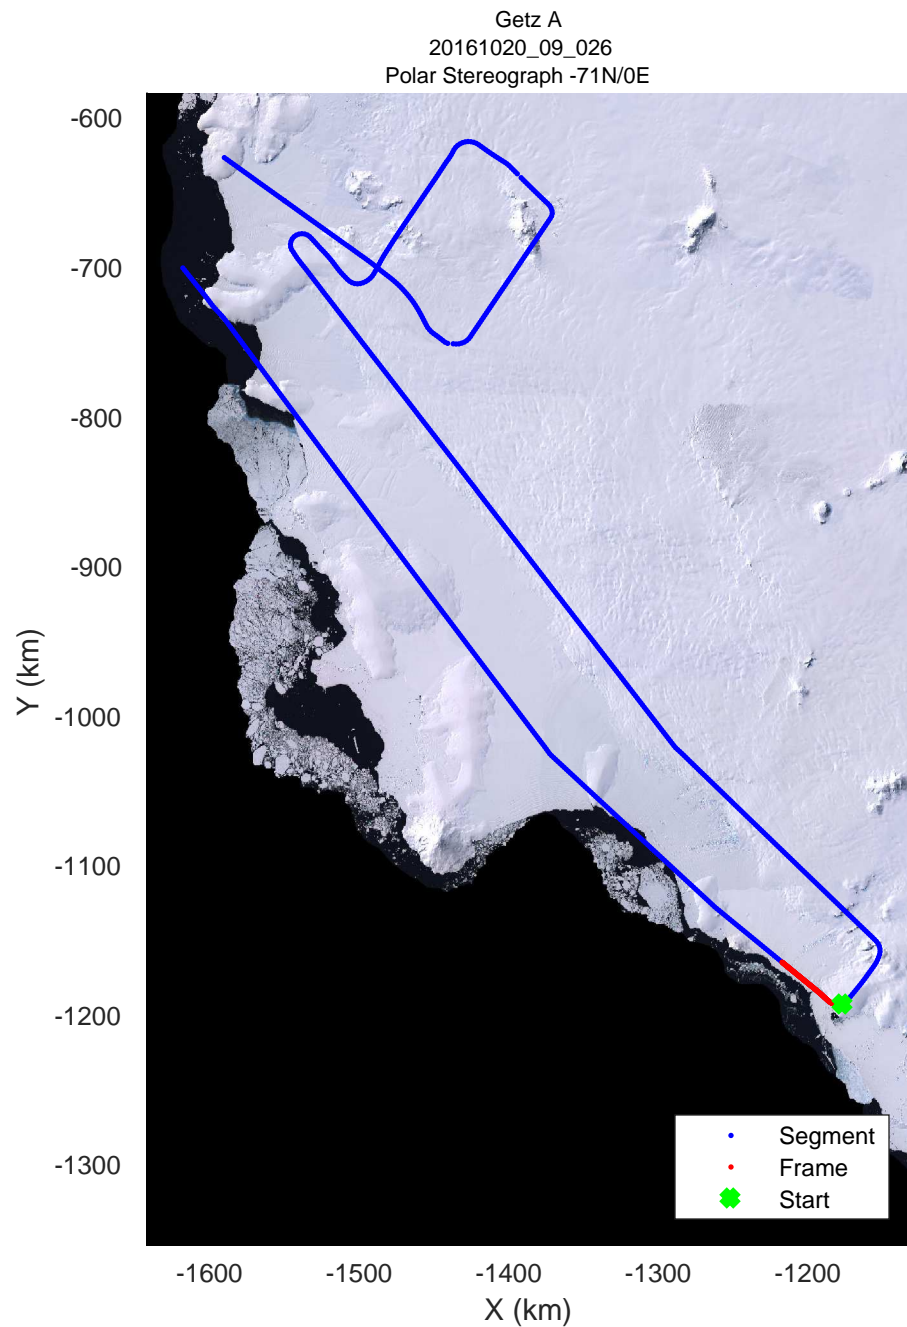 Getz A
20161020_09_026
Polar Stereograph -71N/0E
-600
-700
-800
-900
-1000
-1100
-1200
-1300
Y (km)
Segment
Frame
Start
-1600 -1500 -1400 -1300 -1200
X (km)